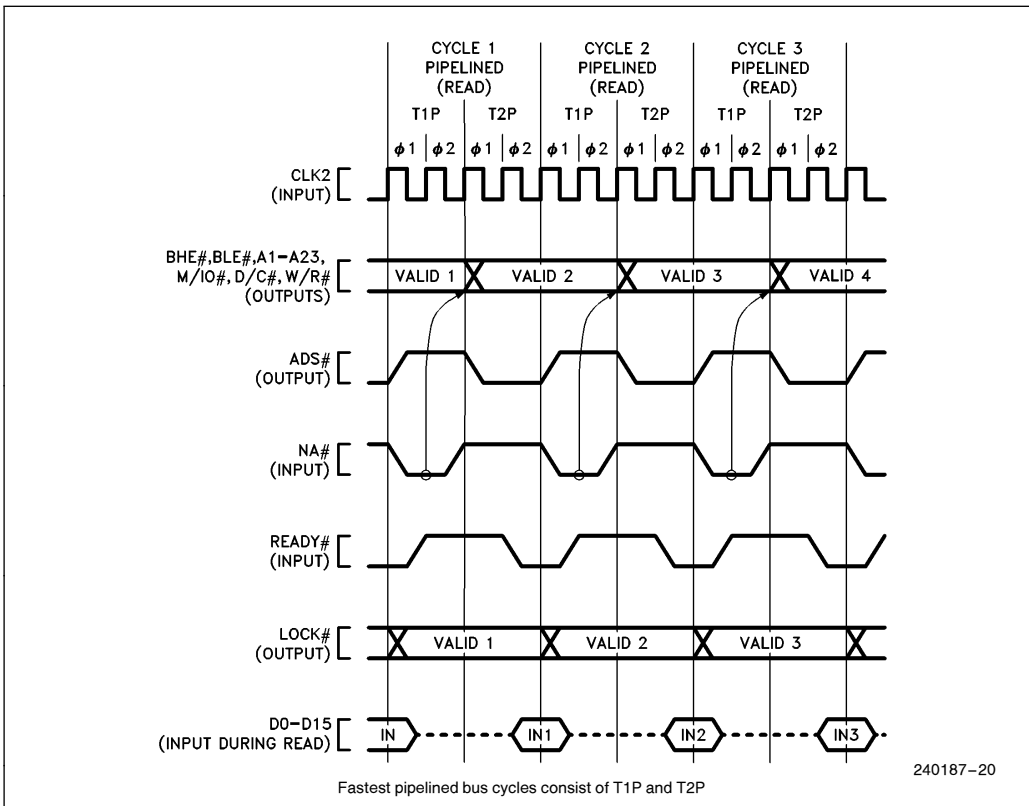 CYCLE 1 CYCLE 2 CYCLE 3
PIPELINED PIPELINED PIPELINED
(READ) (READ) (READ)
T1P T2P T1P T2P T1P T2P
ϕ1 ϕ2 ϕ1 ϕ2 ϕ1 ϕ2 ϕ1 ϕ2 ϕ1 ϕ2 ϕ1 ϕ2
CLK2
(INPUT)
BHE#,BLE#,A1–A23,
M/IO#,D/C#,W/R#
(OUTPUTS)
VALID 1 VALID 2 VALID 3 VALID 4
ADS#
(OUTPUT)
NA#
(INPUT)
READY#
(INPUT)
LOCK#
(OUTPUT)
VALID 1 VALID 2 VALID 3
D0–D15
(INPUT DURING READ)
IN IN1 IN2 IN3
240187–20
Fastest pipelined bus cycles consist of T1P and T2P